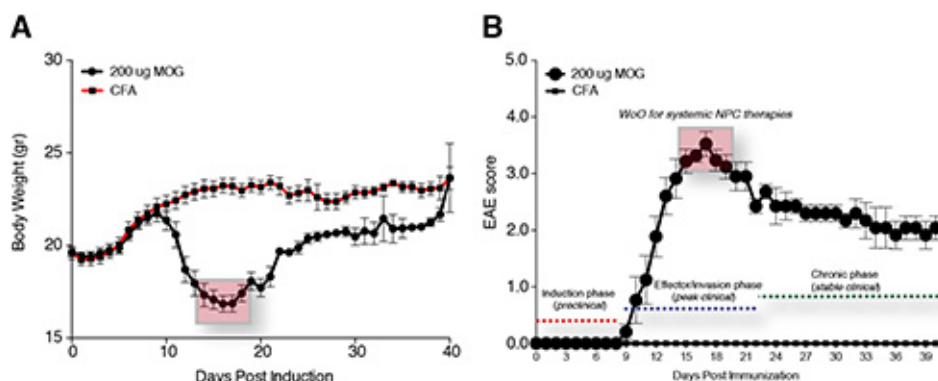 A
30
25
20
15
Body Weight (gr)
200 ug MOG
CFA
0 10 20 30 40
Days Post Induction
B
5.0
4.0
3.0
2.0
1.0
0.0
EAE score
200 ug MOG
CFA
WoO for systemic NPC therapies
Induction phase
(preclinical)
Effector/Invasion phase
(peak clinical)
Chronic phase
(stable clinical)
0 3 6 9 12 15 18 21 24 27 30 33 36 39
Days Post Immunization